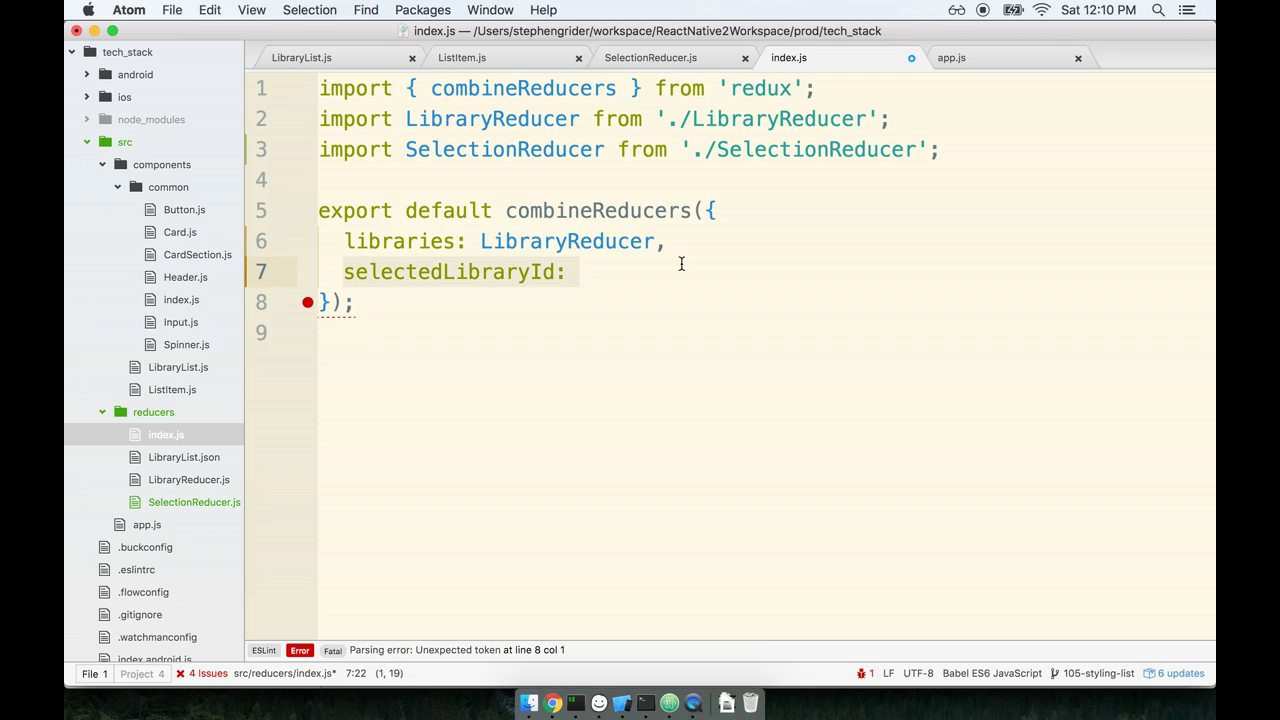 Atom File Edit View Selection Find Packages Window Help Sat 12:10 PM
index.js — /Users/stephengrider/workspace/ReactNative2Workspace/prod/tech_stack
tech_stack
android
ios
node_modules
src
components
common
Button.js
Card.js
CardSection.js
Header.js
index.js
Input.js
Spinner.js
LibraryList.js
ListItem.js
reducers
index.js
LibraryList.json
LibraryReducer.js
SelectionReducer.js
app.js
.buckconfig
.eslintrc
.flowconfig
.gitignore
.watchmanconfig
index.android.js
LibraryList.js ListItem.js SelectionReducer.js index.js app.js
1 import { combineReducers } from 'redux';
2 import LibraryReducer from './LibraryReducer';
3 import SelectionReducer from './SelectionReducer';
4
5 export default combineReducers({
6 libraries: LibraryReducer,
7 selectedLibraryId:
8 });
9
ESLint Error Fatal Parsing error: Unexpected token at line 8 col 1
File 1 Project 4 4 Issues src/reducers/index.js* 7:22 (1, 19) 1 LF UTF-8 Babel ES6 JavaScript 105-styling-list 6 updates